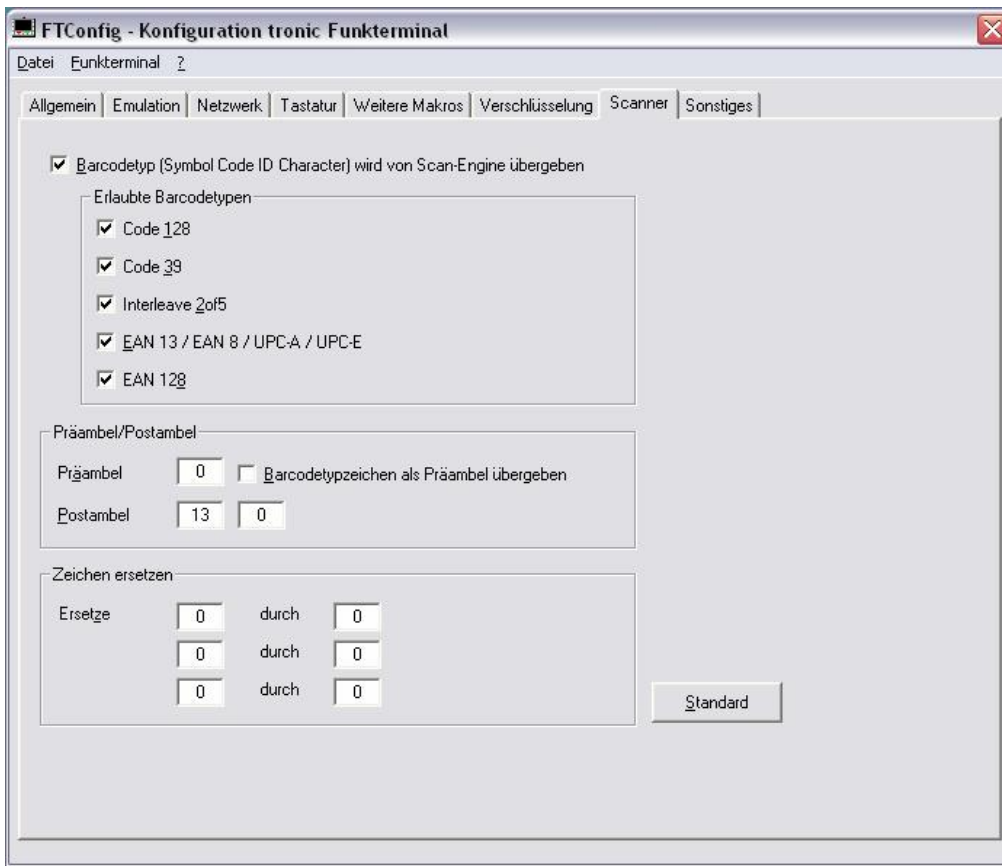 FTConfig - Konfiguration tronic Funkterminal
Datei Funkterminal ?
Allgemein Emulation Netzwerk Tastatur Weitere Makros Verschlüsselung Scanner Sonstiges
Barcodetyp (Symbol Code ID Character) wird von Scan-Engine übergeben
Erlaubte Barcodetypen
Code 128
Code 39
Interleave 2of5
EAN 13 / EAN 8 / UPC-A / UPC-E
EAN 128
Präambel/Postambel
Präambel 0 Barcodetypzeichen als Präambel übergeben
Postambel 13 0
Zeichen ersetzen
Ersetze 0 durch 0
0 durch 0
0 durch 0
Standard